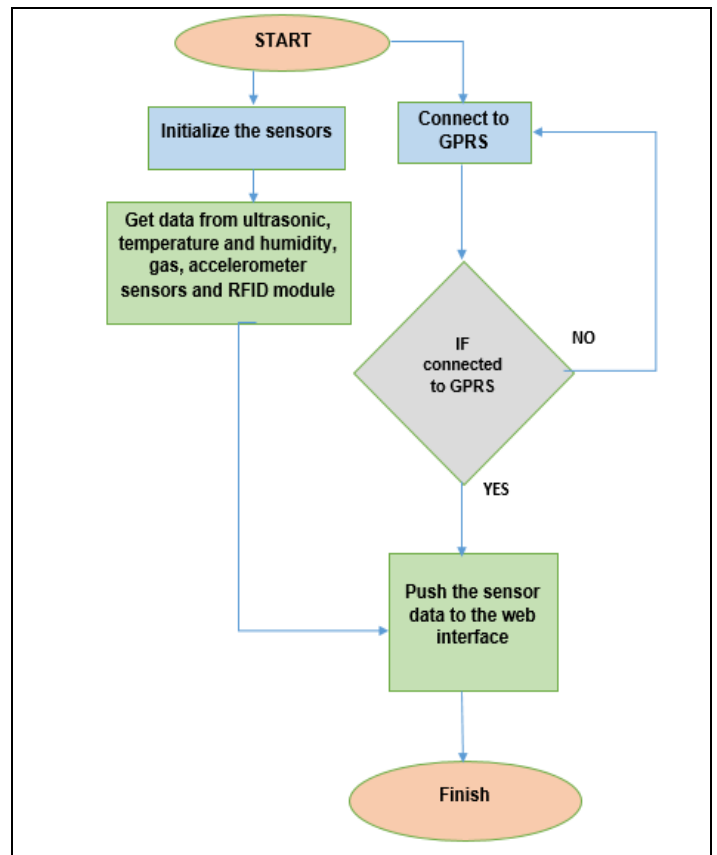 START
Initialize the sensors
Connect to
GPRS
Get data from ultrasonic,
temperature and humidity,
gas, accelerometer
sensors and RFID module
IF
connected
to GPRS
NO
YES
Push the sensor
data to the web
interface
Finish